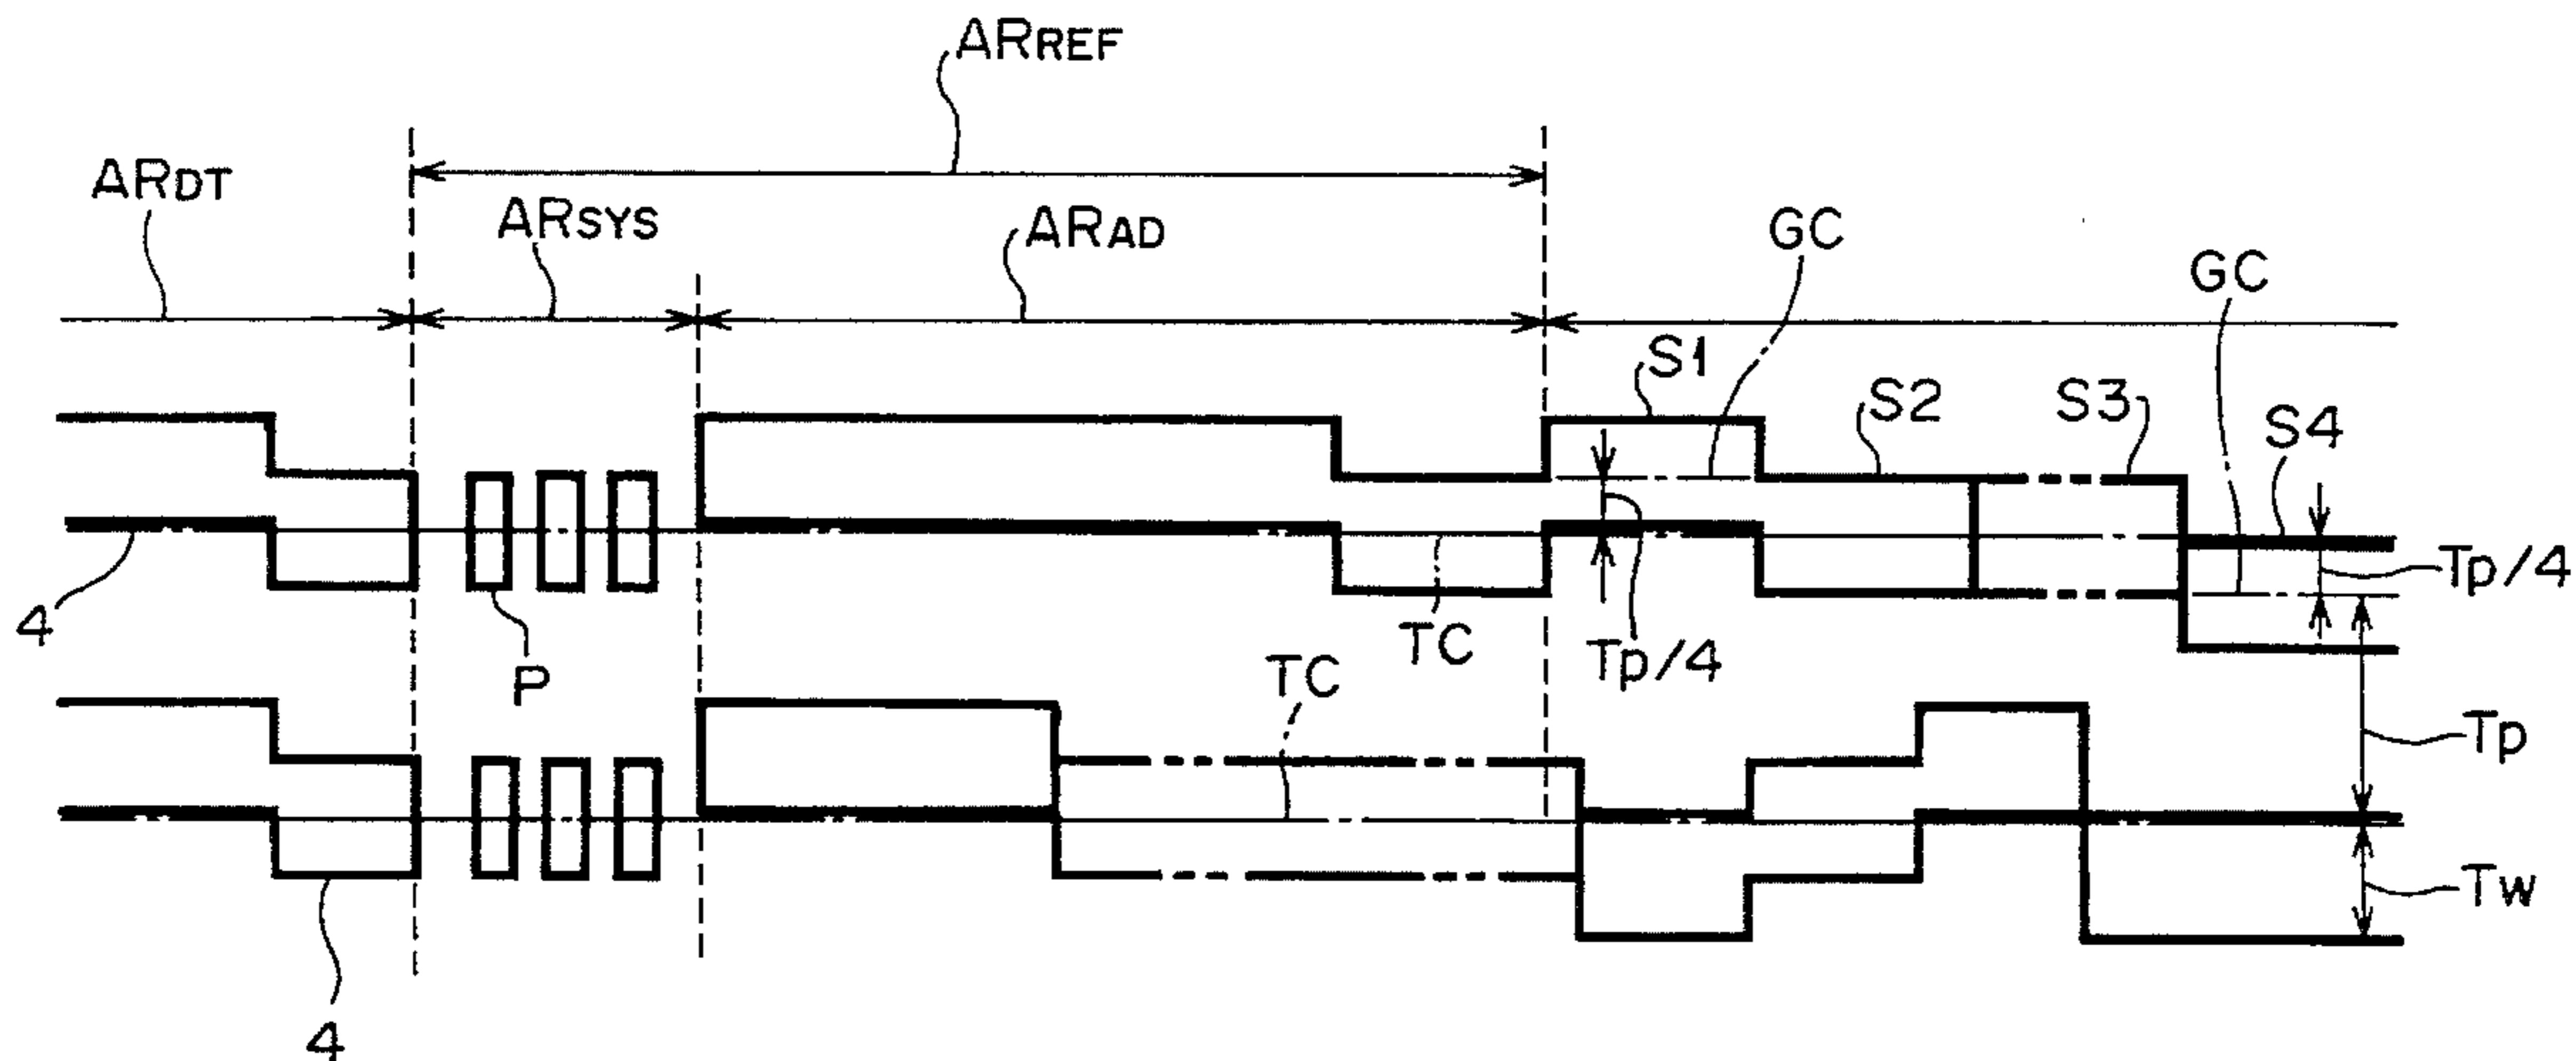 ARREF
ARDT
ARSYS
ARAD
GC
GC
S1
S2
S3
S4
Tp/4
4
P
TC
Tp/4
TC
Tp
Tw
4